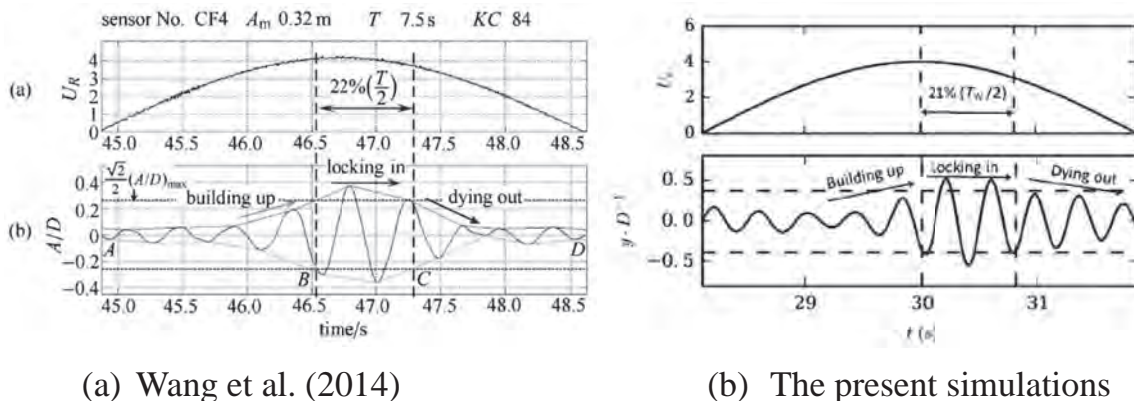 sensor No. CF4 A_m 0.32 m T 7.5 s KC 84
(a)
U_R
4
2
0
22%(T/2)
45.0 45.5 46.0 46.5 47.0 47.5 48.0 48.5
(b)
A/D
√2/2 (A/D)max
0.4
0.2
0
−0.2
−0.4
building up
locking in
dying out
A
B
C
D
45.0 45.5 46.0 46.5 47.0 47.5 48.0 48.5
time/s
6
4
2
0
21% (T_W/2)
y · D⁻¹
0.5
0.0
−0.5
Building up
Locking in
Dying out
29 30 31
t (s)
(a) Wang et al. (2014)
(b) The present simulations